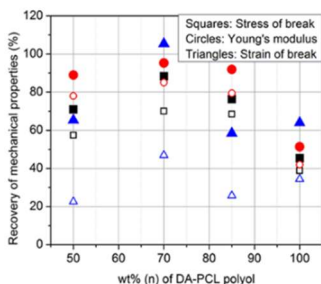 Squares: Stress of break
Circles: Young's modulus
Triangles: Strain of break
Recovery of mechanical properties (%)
120
100
80
60
40
20
0
50 60 70 80 90 100
wt% (n) of DA-PCL polyol